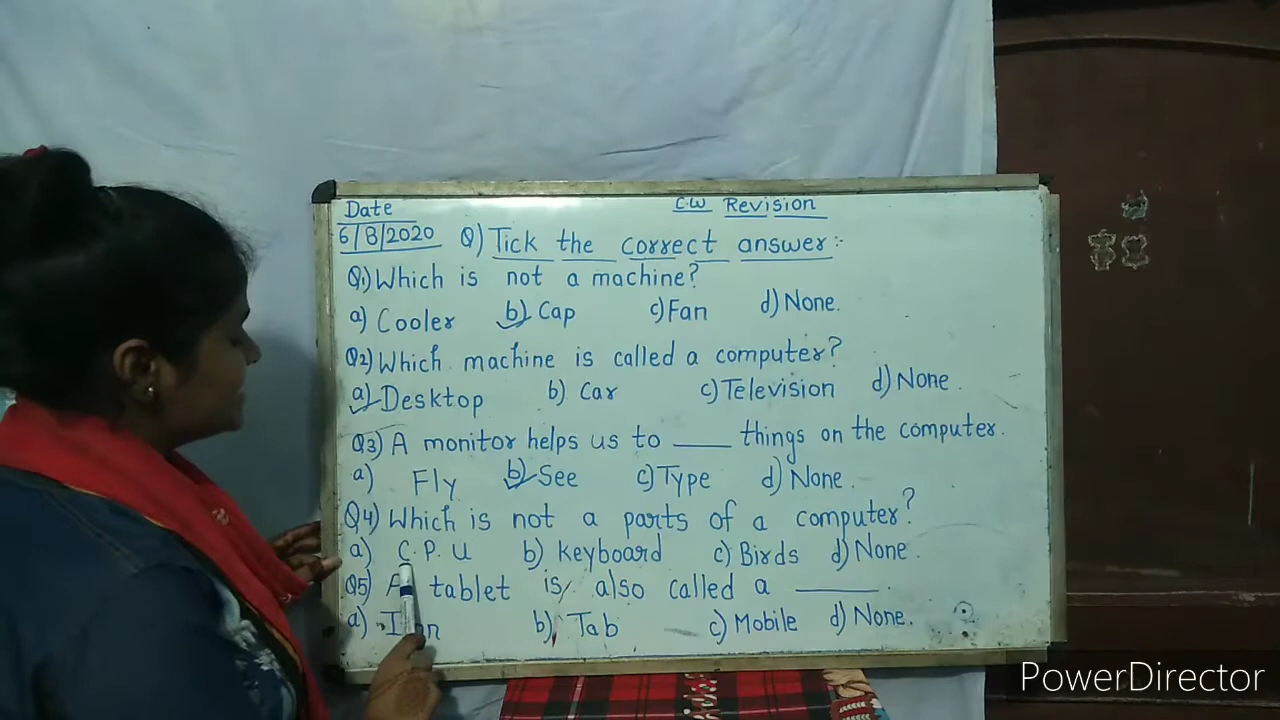 Date
C.W Revision
6/8/2020
Q) Tick the correct answer:-
Q1) Which is not a machine?
a) Cooler b) Cap c) Fan d) None.
Q2) Which machine is called a computer?
a) Desktop b) Car c) Television d) None.
Q3) A monitor helps us to ____ things on the computer.
a) Fly b) See c) Type d) None.
Q4) Which is not a parts of a computer?
a) C.P.U b) keyboard c) Birds d) None.
Q5) A tablet is also called a ____.
a) b) Tab c) Mobile d) None.
PowerDirector